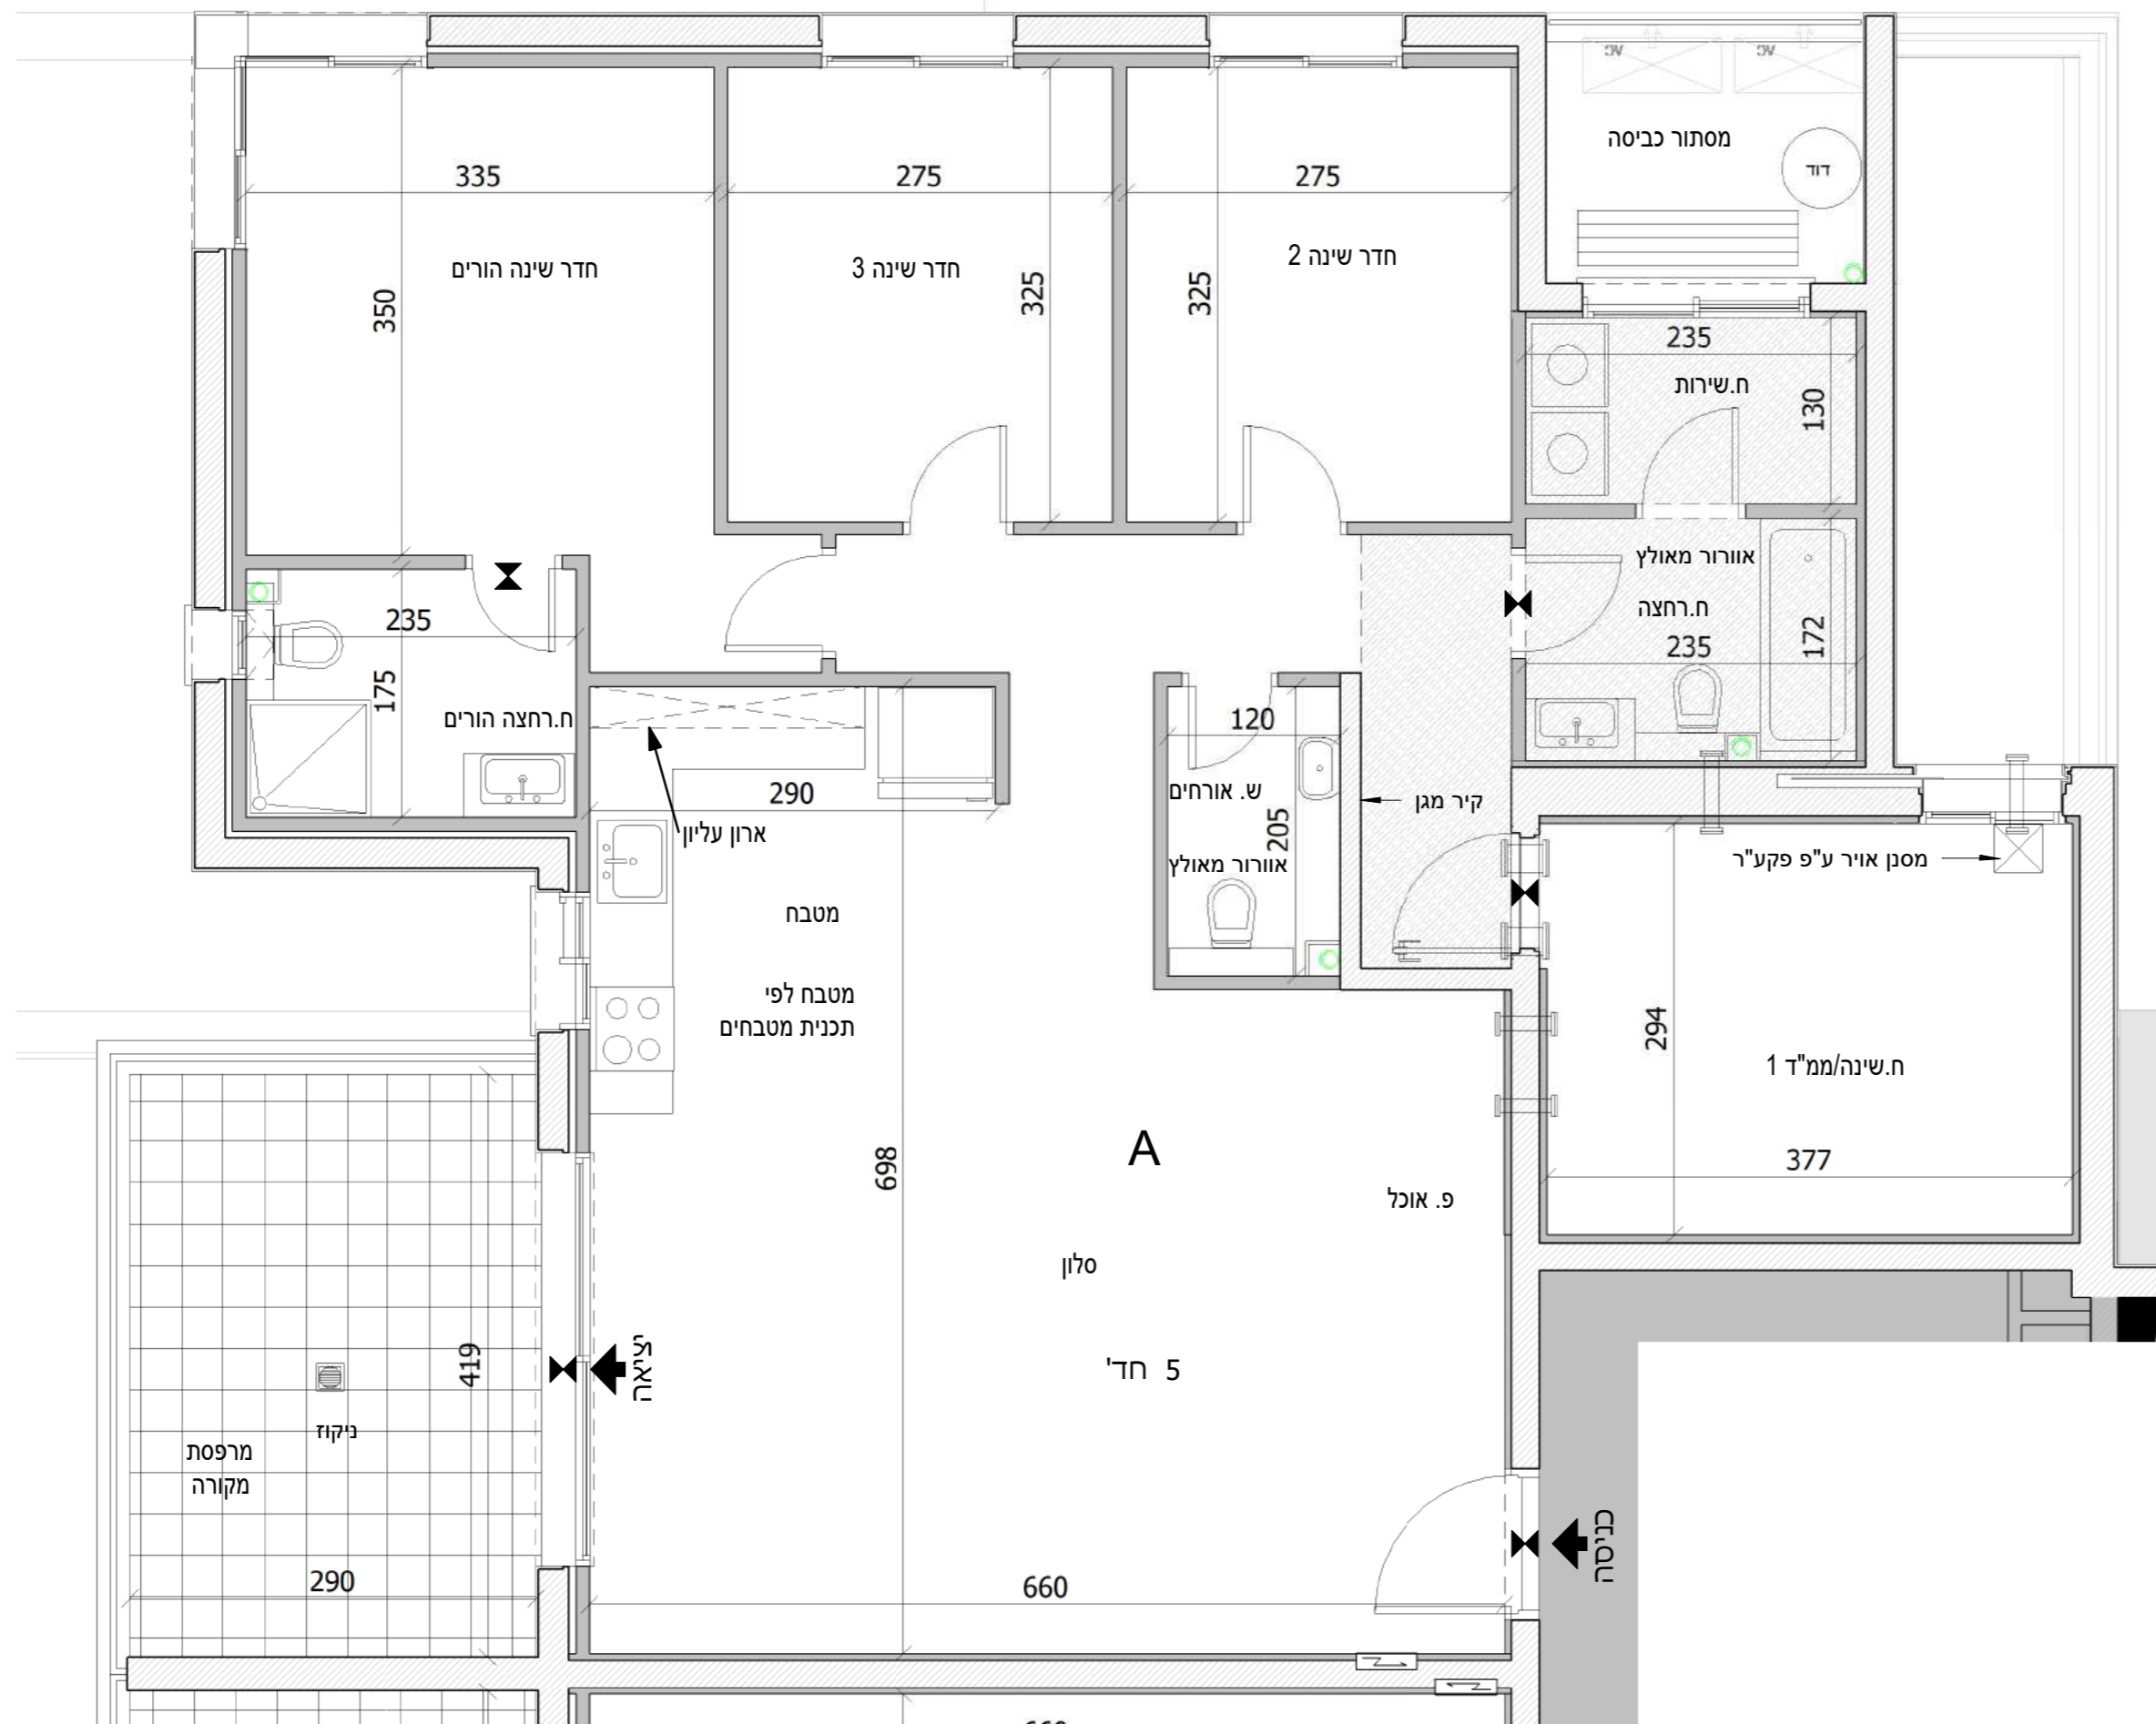 AC
AC
מסתור כביסה
דוד
335
275
275
חדר שינה הורים
350
חדר שינה 3
325
חדר שינה 2
325
235
ח.שירות
130
אוורור מאולץ
ח.רחצה
235
172
235
175
ח.רחצה הורים
290
ארון עליון
120
ש. אורחים
205
אוורור מאולץ
קיר מגן
מסנן אויר ע"פ פקע"ר
מטבח
מטבח לפי
תכנית מטבחים
294
ח.שינה/ממ"ד 1
377
A
698
פ. אוכל
סלון
5 חד'
יציאה
419
ניקוז
מרפסת
מקורה
290
660
כניסה
660